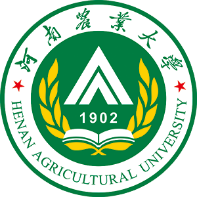 河南农业大学
1902
HENAN AGRICULTURAL UNIVERSITY